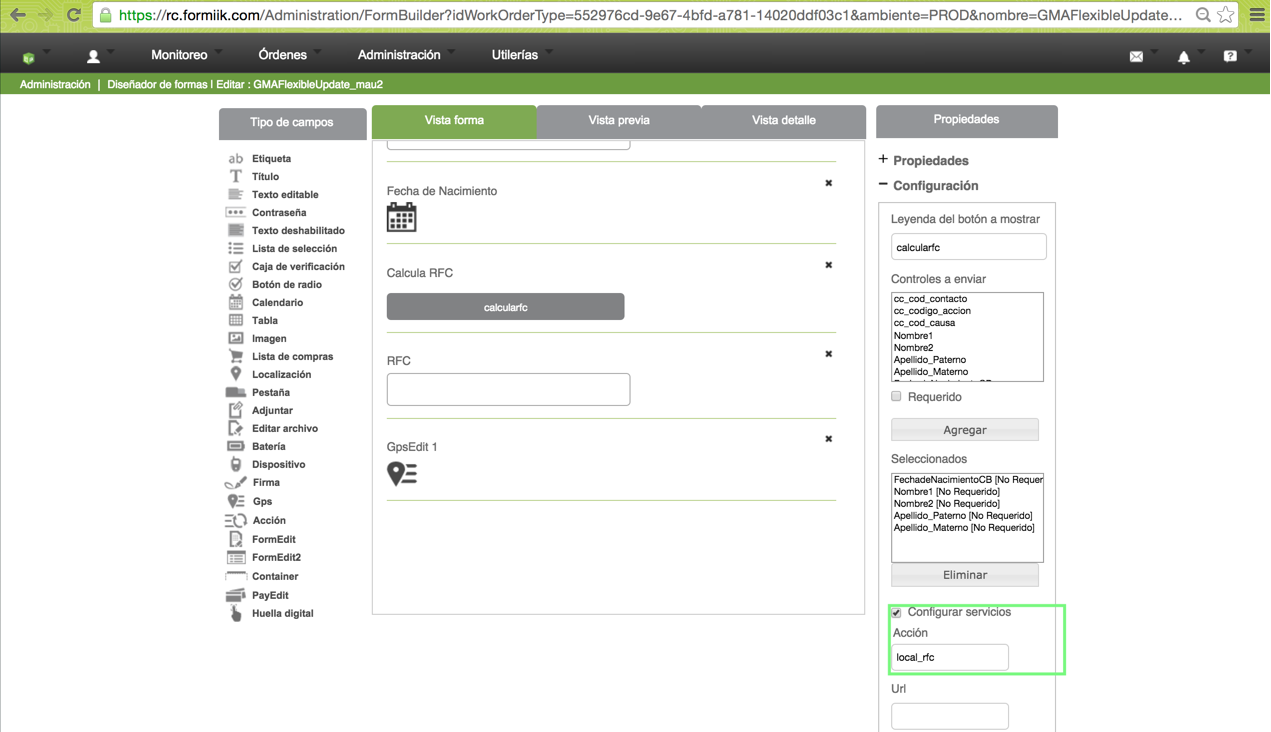 https://rc.formiik.com/Administration/FormBuilder?idWorkOrderType=552976cd-9e67-4bfd-a781-14020ddf03c1&ambiente=PROD&nombre=GMAFlexibleUpdate...
Monitoreo
Órdenes
Administración
Utilerías
Administración | Diseñador de formas l Editar : GMAFlexibleUpdate_mau2
Tipo de campos
Etiqueta
Título
Texto editable
Contraseña
Texto deshabilitado
Lista de selección
Caja de verificación
Botón de radio
Calendario
Tabla
Imagen
Lista de compras
Localización
Pestaña
Adjuntar
Editar archivo
Batería
Dispositivo
Firma
Gps
Acción
FormEdit
FormEdit2
Container
PayEdit
Huella digital
Vista forma
Vista previa
Vista detalle
Fecha de Nacimiento
Calcula RFC
calcularfc
RFC
GpsEdit 1
Propiedades
+ Propiedades
− Configuración
Leyenda del botón a mostrar
calcularfc
Controles a enviar
cc_cod_contacto
cc_codigo_accion
cc_cod_causa
Nombre1
Nombre2
Apellido_Paterno
Apellido_Materno
Requerido
Agregar
Seleccionados
FechadeNacimientoCB [No Requer
Nombre1 [No Requerido]
Nombre2 [No Requerido]
Apellido_Paterno [No Requerido]
Apellido_Materno [No Requerido]
Eliminar
Configurar servicios
Acción
local_rfc
Url